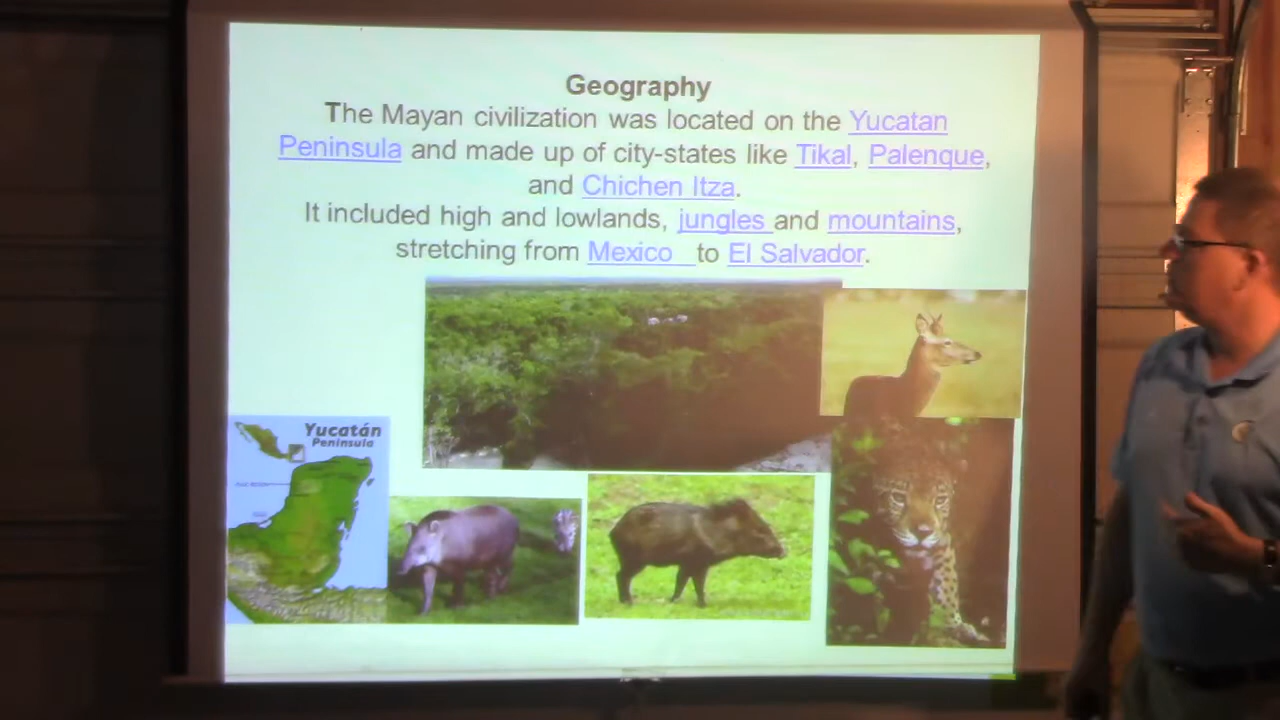 Geography
The Mayan civilization was located on the Yucatan
Peninsula and made up of city-states like Tikal, Palenque,
and Chichen Itza.
It included high and lowlands, jungles and mountains,
stretching from Mexico to El Salvador.
Yucatán
Peninsula